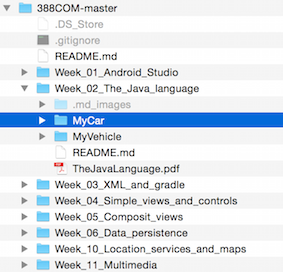 388COM-master
.DS_Store
.gitignore
README.md
Week_01_Android_Studio
Week_02_The_Java_language
.md_images
MyCar
MyVehicle
README.md
TheJavaLanguage.pdf
Week_03_XML_and_gradle
Week_04_Simple_views_and_controls
Week_05_Composit_views
Week_06_Data_persistence
Week_10_Location_services_and_maps
Week_11_Multimedia